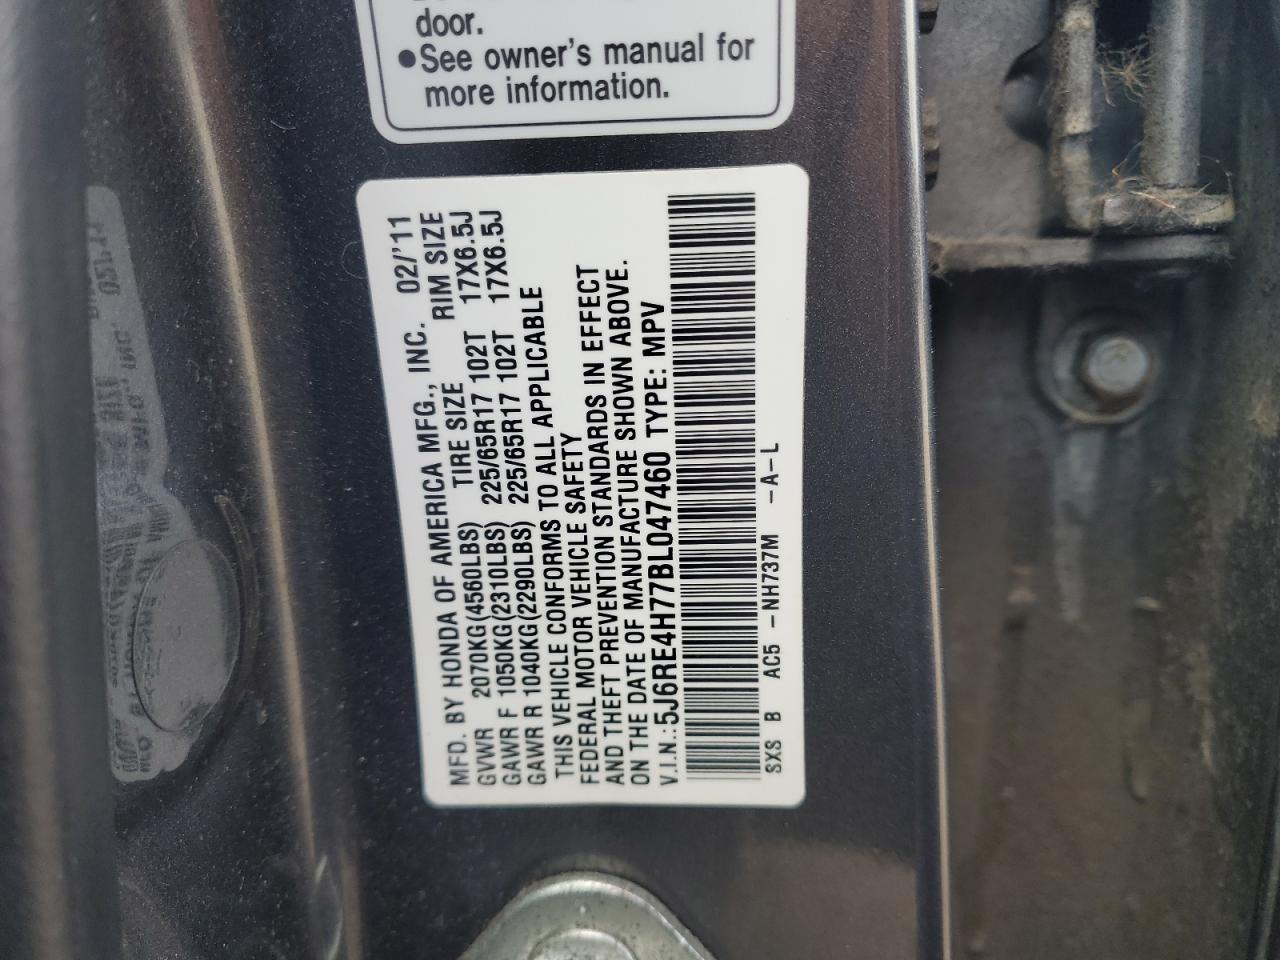 door.
●See owner's manual for
more information.
MFD. BY HONDA OF AMERICA MFG., INC. 02/'11
TIRE SIZE RIM SIZE
GVWR 2070KG(4560LBS)
GAWR F 1050KG(2310LBS) 225/65R17 102T 17X6.5J
GAWR R 1040KG(2290LBS) 225/65R17 102T 17X6.5J
THIS VEHICLE CONFORMS TO ALL APPLICABLE
FEDERAL MOTOR VEHICLE SAFETY
AND THEFT PREVENTION STANDARDS IN EFFECT
ON THE DATE OF MANUFACTURE SHOWN ABOVE.
V.I.N.:5J6RE4H77BL047460 TYPE: MPV
SXS B AC5 -NH737M -A-L